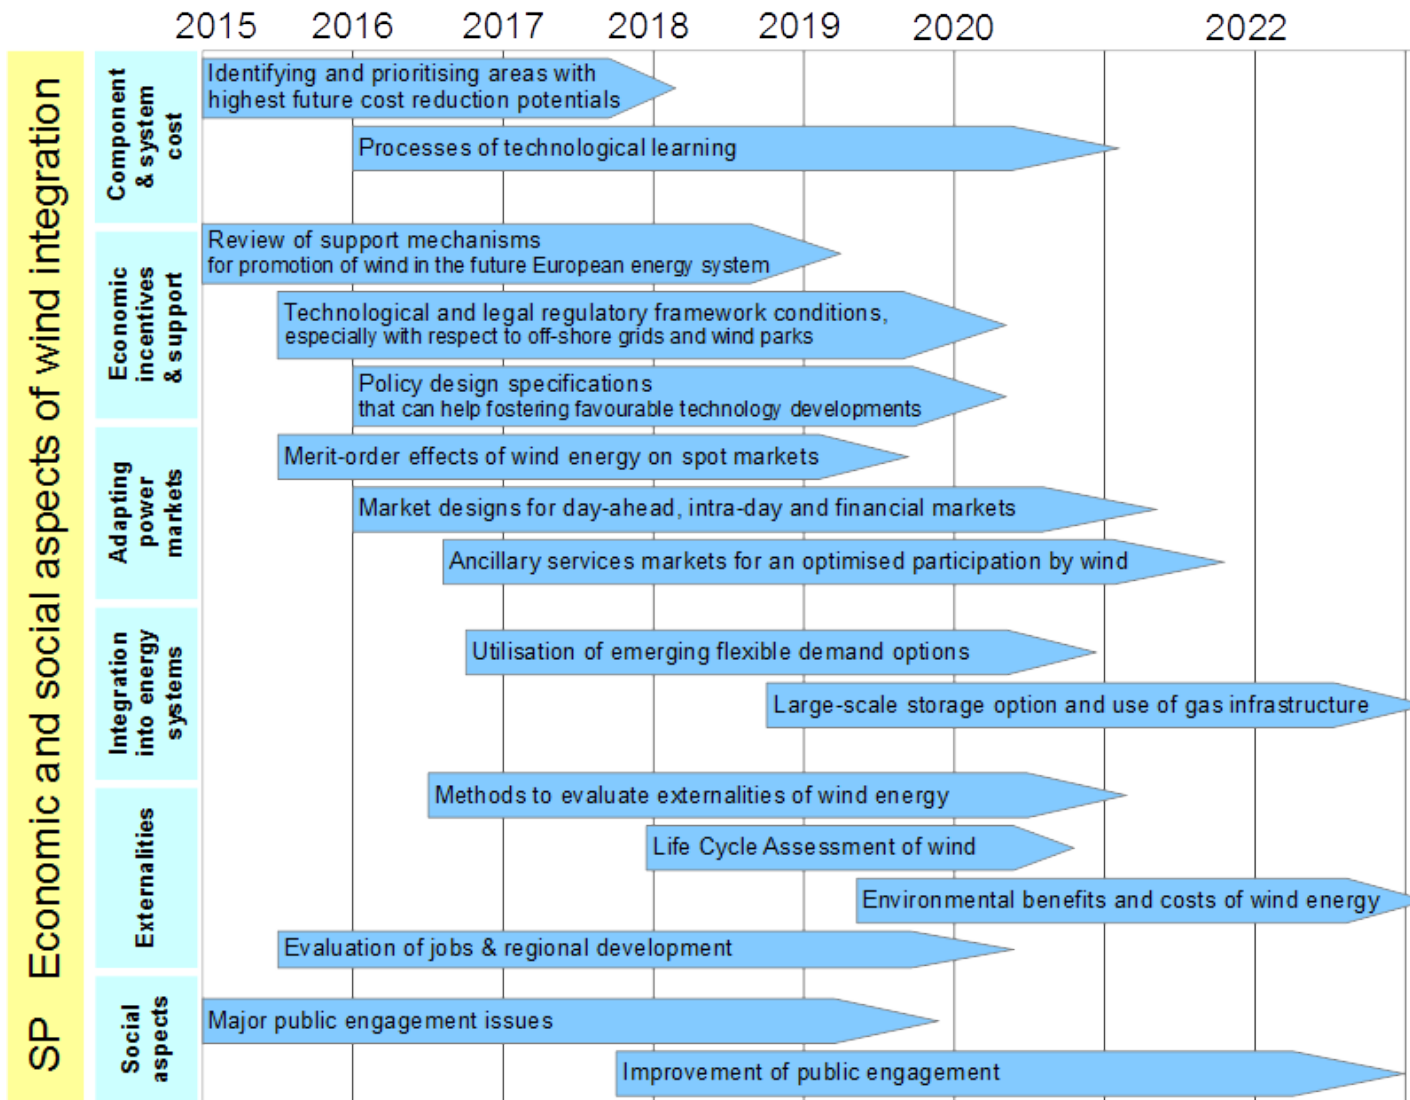 2015 2016 2017 2018 2019 2020 2022
SP Economic and social aspects of wind integration
Component
& system
cost
Identifying and prioritising areas with
highest future cost reduction potentials
Processes of technological learning
Economic
incentives
& support
Review of support mechanisms
for promotion of wind in the future European energy system
Technological and legal regulatory framework conditions,
especially with respect to off-shore grids and wind parks
Policy design specifications
that can help fostering favourable technology developments
Adapting
power
markets
Merit-order effects of wind energy on spot markets
Market designs for day-ahead, intra-day and financial markets
Ancillary services markets for an optimised participation by wind
Integration
into energy
systems
Utilisation of emerging flexible demand options
Large-scale storage option and use of gas infrastructure
Externalities
Methods to evaluate externalities of wind energy
Life Cycle Assessment of wind
Environmental benefits and costs of wind energy
Evaluation of jobs & regional development
Social
aspects
Major public engagement issues
Improvement of public engagement